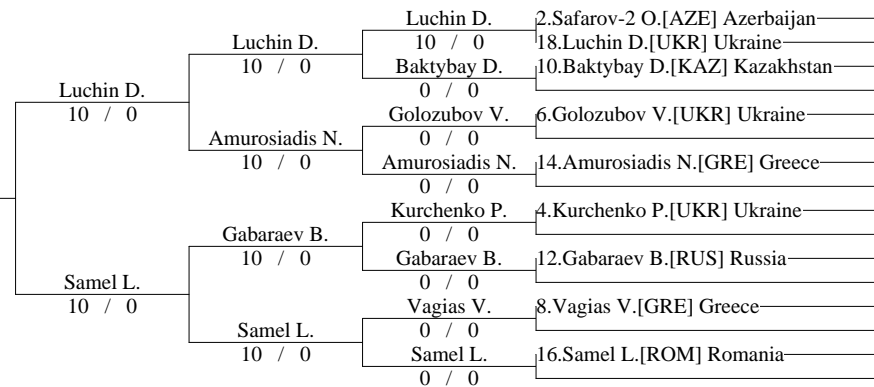 Luchin D.
2.Safarov-2 O.[AZE] Azerbaijan
Luchin D.
10 / 0
18.Luchin D.[UKR] Ukraine
10 / 0
Baktybay D.
10.Baktybay D.[KAZ] Kazakhstan
Luchin D.
0 / 0
10 / 0
Golozubov V.
6.Golozubov V.[UKR] Ukraine
Amurosiadis N.
0 / 0
10 / 0
Amurosiadis N.
14.Amurosiadis N.[GRE] Greece
0 / 0
Kurchenko P.
4.Kurchenko P.[UKR] Ukraine
Gabaraev B.
0 / 0
10 / 0
Gabaraev B.
12.Gabaraev B.[RUS] Russia
Samel L.
0 / 0
10 / 0
Vagias V.
8.Vagias V.[GRE] Greece
Samel L.
0 / 0
10 / 0
Samel L.
16.Samel L.[ROM] Romania
0 / 0